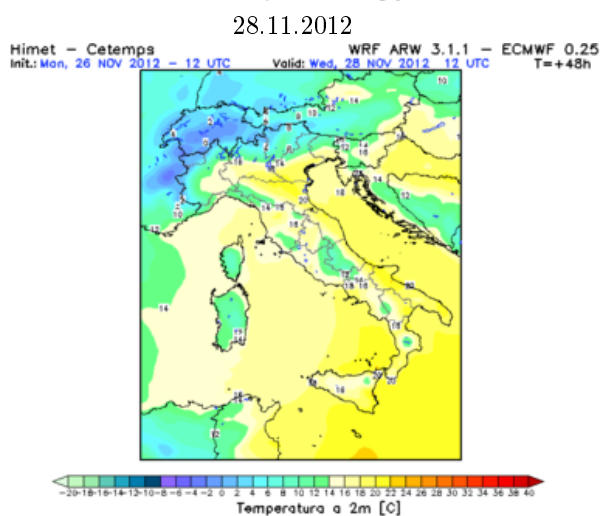 28.11.2012
Himet - Cetemps WRF ARW 3.1.1 - ECMWF 0.25
Init.: Mon, 26 NOV 2012 - 12 UTC Valid: Wed, 28 NOV 2012 12 UTC T=+48h
-20 -18 -16 -14 -12 -10 -8 -6 -4 -2 0 2 4 6 8 10 12 14 16 18 20 22 24 26 28 30 32 34 36 38 40
Temperatura a 2m [C]